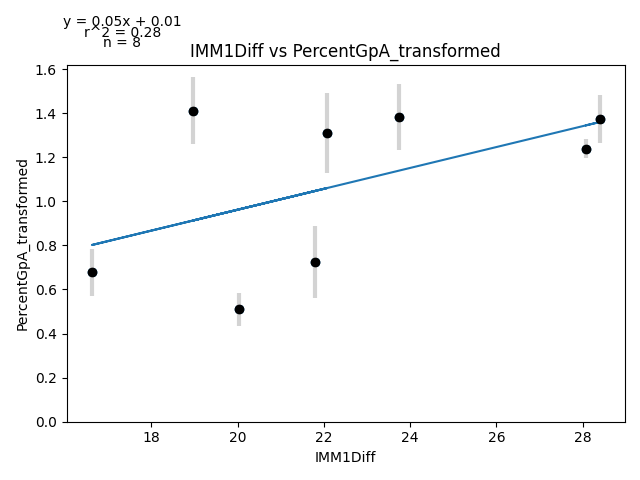 y = 0.05x + 0.01
r^2 = 0.28
n = 8
IMM1Diff vs PercentGpA_transformed
1.6
1.4
1.2
1.0
0.8
0.6
0.4
0.2
0.0
PercentGpA_transformed
18 20 22 24 26 28
IMM1Diff